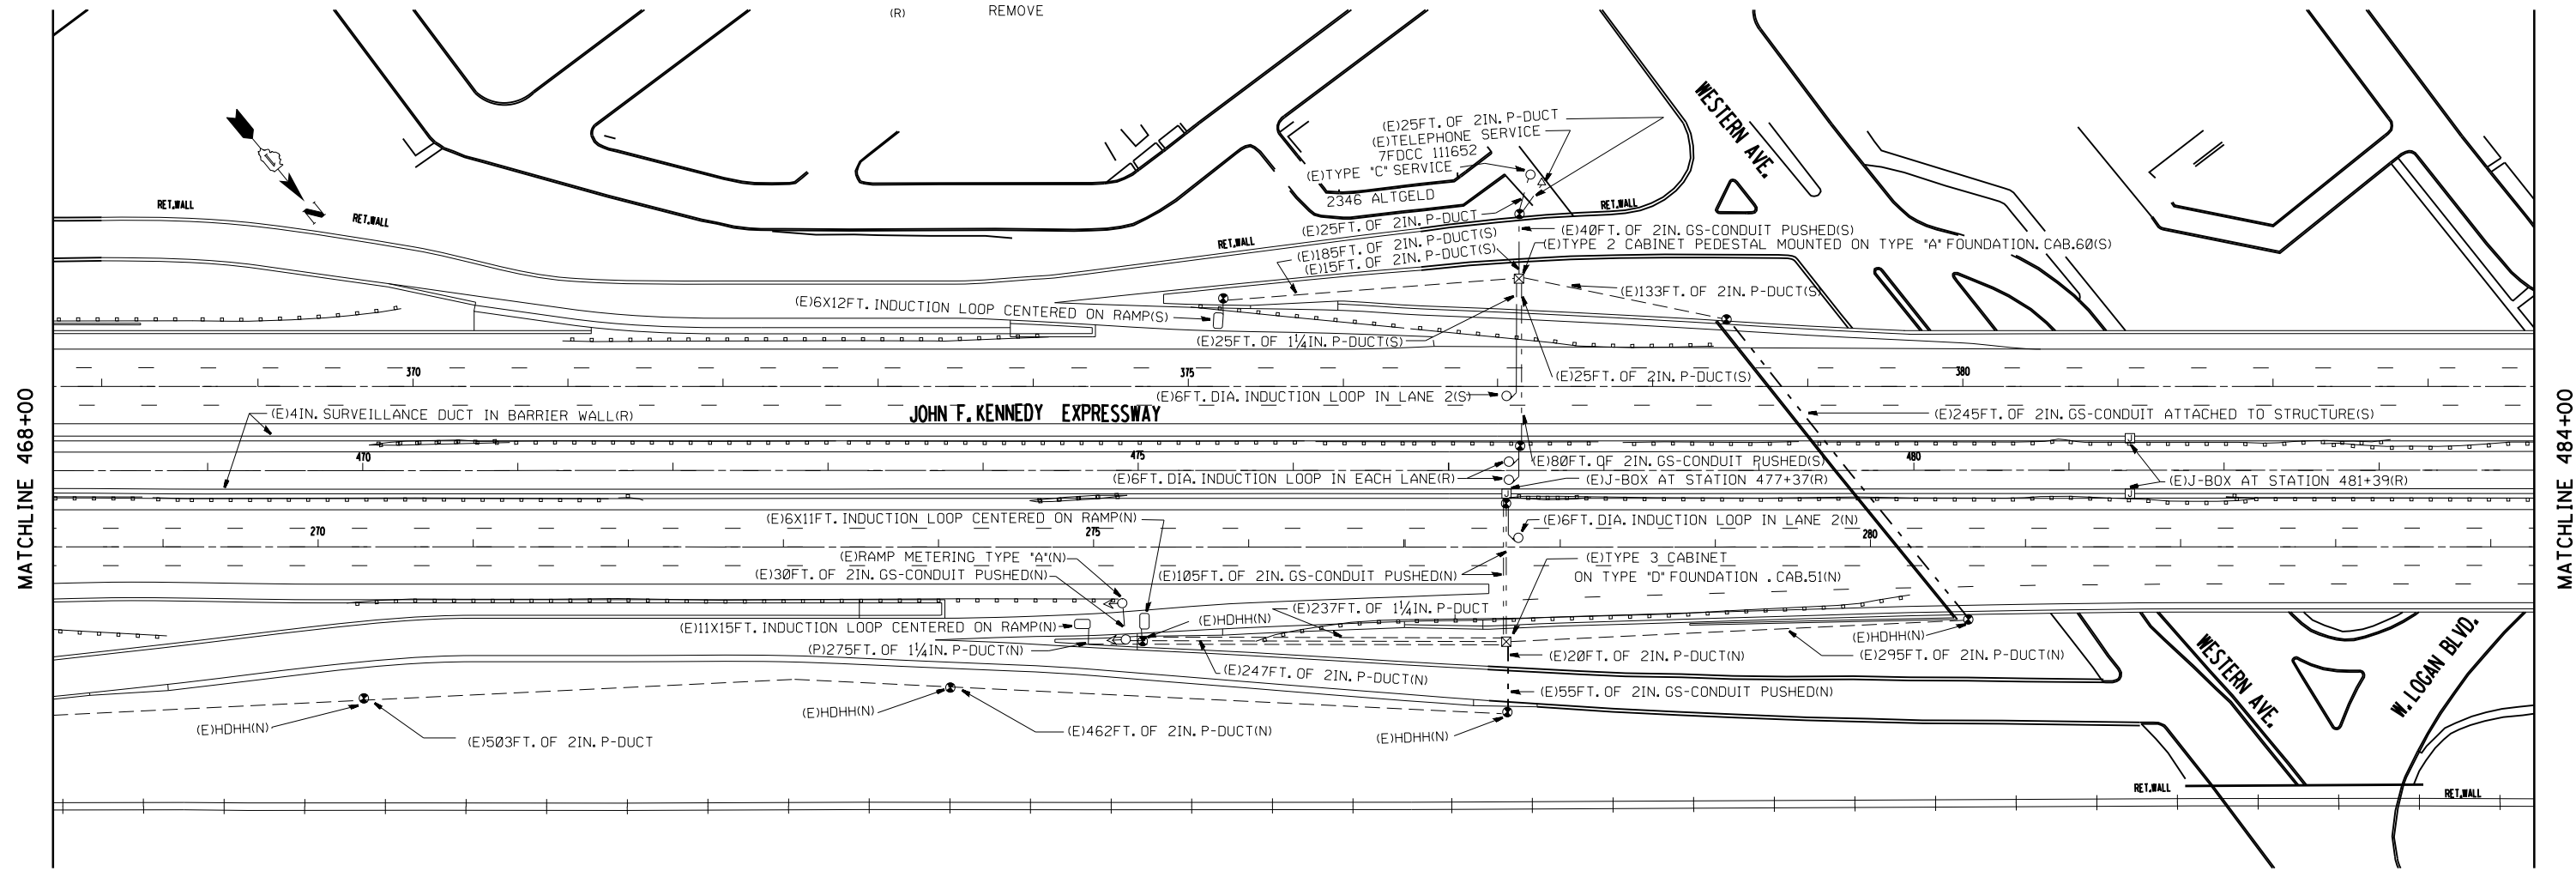 (R) REMOVE
WESTERN AVE.
(E)25FT. OF 2IN. P-DUCT
(E)TELEPHONE SERVICE
7FDCC 111652
(E)TYPE "C" SERVICE
2346 ALTGELD
RET.WALL
RET.WALL
RET.WALL
RET.WALL
N
(E)25FT. OF 2IN. P-DUCT
(E)40FT. OF 2IN. GS-CONDUIT PUSHED(S)
(E)185FT. OF 2IN. P-DUCT(S)
(E)TYPE 2 CABINET PEDESTAL MOUNTED ON TYPE "A" FOUNDATION. CAB.60(S)
(E)15FT. OF 2IN. P-DUCT(S)
(E)133FT. OF 2IN. P-DUCT(S)
(E)6X12FT. INDUCTION LOOP CENTERED ON RAMP(S)
(E)25FT. OF 1¼IN. P-DUCT(S)
370
375
380
(E)25FT. OF 2IN. P-DUCT(S)
(E)6FT. DIA. INDUCTION LOOP IN LANE 2(S)
MATCHLINE 468+00
MATCHLINE 484+00
(E)4IN. SURVEILLANCE DUCT IN BARRIER WALL(R)
JOHN F. KENNEDY EXPRESSWAY
(E)245FT. OF 2IN. GS-CONDUIT ATTACHED TO STRUCTURE(S)
J
470
475
480
(E)80FT. OF 2IN. GS-CONDUIT PUSHED(S)
(E)6FT. DIA. INDUCTION LOOP IN EACH LANE(R)
(E)J-BOX AT STATION 477+37(R)
(E)J-BOX AT STATION 481+39(R)
J
J
(E)6X11FT. INDUCTION LOOP CENTERED ON RAMP(N)
(E)6FT. DIA. INDUCTION LOOP IN LANE 2(N)
270
275
280
(E)RAMP METERING TYPE "A"(N)
(E)TYPE 3 CABINET
ON TYPE "D" FOUNDATION . CAB.51(N)
(E)30FT. OF 2IN. GS-CONDUIT PUSHED(N)
(E)105FT. OF 2IN. GS-CONDUIT PUSHED(N)
(E)237FT. OF 1¼IN. P-DUCT
(E)HDHH(N)
(E)11X15FT. INDUCTION LOOP CENTERED ON RAMP(N)
(E)HDHH(N)
(P)275FT. OF 1¼IN. P-DUCT(N)
(E)20FT. OF 2IN. P-DUCT(N)
(E)295FT. OF 2IN. P-DUCT(N)
(E)247FT. OF 2IN. P-DUCT(N)
(E)55FT. OF 2IN. GS-CONDUIT PUSHED(N)
WESTERN AVE.
W. LOGAN BLVD.
(E)HDHH(N)
(E)HDHH(N)
(E)503FT. OF 2IN. P-DUCT
(E)462FT. OF 2IN. P-DUCT(N)
(E)HDHH(N)
RET.WALL
RET.WALL